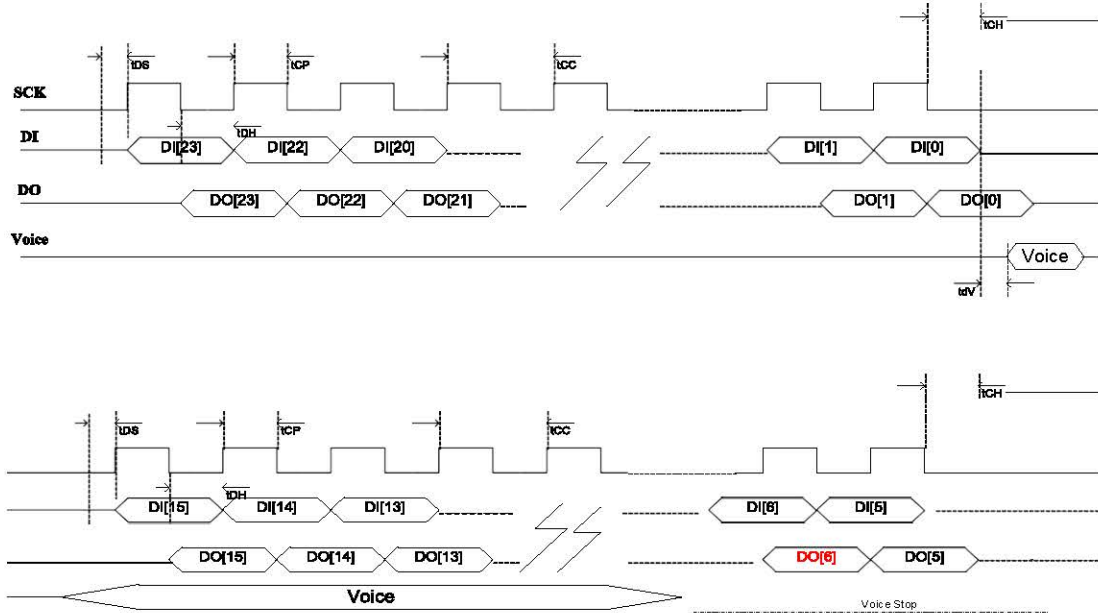 tCH
tDS tCP tCC
SCK
tDH
DI DI[23] DI[22] DI[20] DI[1] DI[0]
DO DO[23] DO[22] DO[21] DO[1] DO[0]
Voice
Voice
tdV
tCH
tDS tCP tCC
tDH
DI[15] DI[14] DI[13] DI[6] DI[5]
DO[15] DO[14] DO[13] DO[6] DO[5]
Voice
Voice Stop